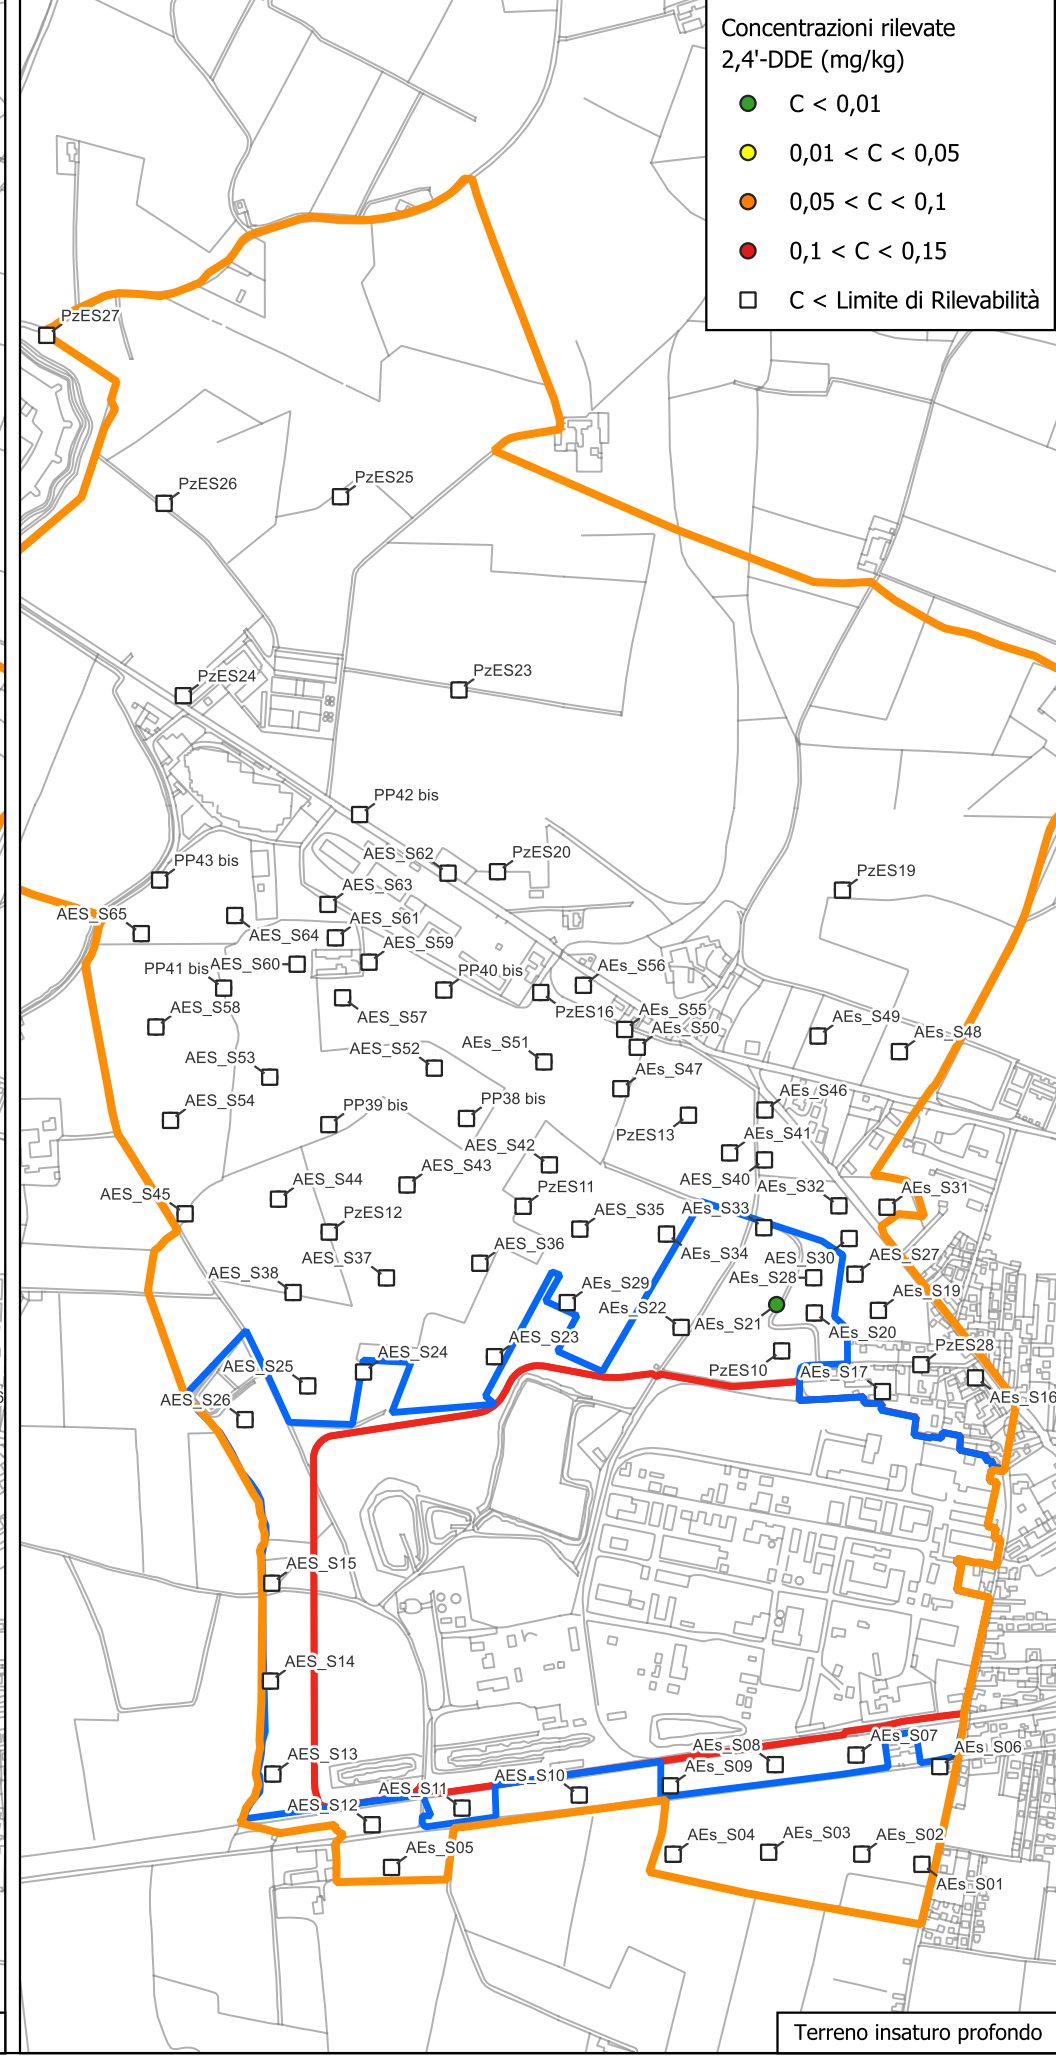 Concentrazioni rilevate
2,4'-DDE (mg/kg)
C < 0,01
0,01 < C < 0,05
0,05 < C < 0,1
0,1 < C < 0,15
C < Limite di Rilevabilità
PzES27
PzES26
PzES25
PzES24
PzES23
PP42 bis
AES_S62
PzES20
PP43 bis
PzES19
AES_S63
AES_S65
AES_S61
AES_S64
AES_S59
PP41 bis
AES_S60
PP40 bis
AEs_S56
AES_S58
AES_S57
PzES16
AEs_S55
AEs_S50
AEs_S49
AEs_S48
AES_S53
AES_S52
AEs_S51
AEs_S47
AEs_S46
AES_S54
PP39 bis
PP38 bis
PzES13
AEs_S41
AES_S42
AES_S43
AES_S40
AES_S45
AES_S44
PzES11
AEs_S32
AEs_S31
PzES12
AES_S35
AEs_S33
AES_S37
AES_S36
AEs_S34
AES_S30
AES_S27
AES_S38
AEs_S29
AEs_S28
AEs_S19
AEs_S22
AEs_S21
AEs_S20
AES_S23
AES_S24
PzES28
AES_S25
PzES10
AEs_S17
AES_S26
AEs_S16
AES_S15
AES_S14
AES_S13
AEs_S08
AEs_S07
AEs_S06
AES_S12
AES_S11
AES_S10
AEs_S09
AEs_S05
AEs_S04
AEs_S03
AEs_S02
AEs_S01
Terreno insaturo profondo